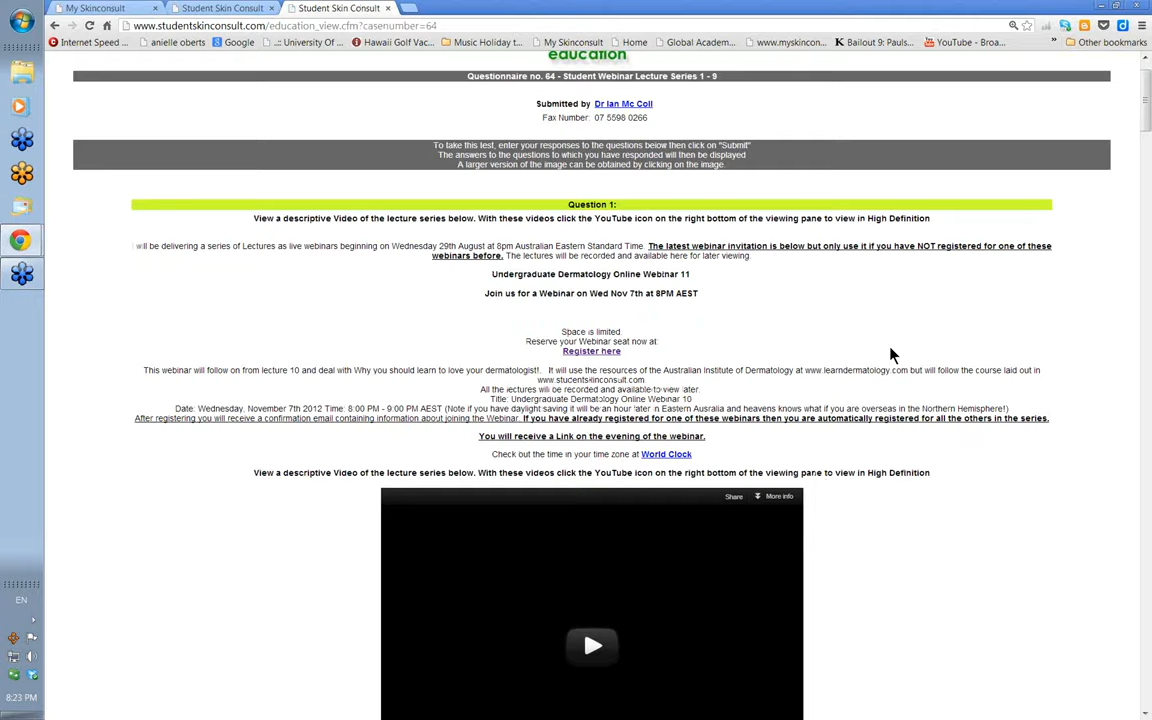 My Skinconsult
Student Skin Consult
Student Skin Consult
www.studentskinconsult.com/education_view.cfm?casenumber=64
Internet Speed ...
anielle oberts
Google
..:: University Of ...
Hawaii Golf Vac...
Music Holiday t...
My Skinconsult
Home
Global Academ...
www.myskincon...
Bailout 9: Pauls...
YouTube - Broa...
Other bookmarks
education
Questionnaire no. 64 - Student Webinar Lecture Series 1 - 9
Submitted by Dr Ian Mc Coll
Fax Number: 07 5598 0266
To take this test, enter your responses to the questions below then click on "Submit"
The answers to the questions to which you have responded will then be displayed
A larger version of the image can be obtained by clicking on the image.
Question 1:
View a descriptive Video of the lecture series below. With these videos click the YouTube icon on the right bottom of the viewing pane to view in High Definition
I will be delivering a series of Lectures as live webinars beginning on Wednesday 29th August at 8pm Australian Eastern Standard Time. The latest webinar invitation is below but only use it if you have NOT registered for one of these
webinars before. The lectures will be recorded and available here for later viewing.
Undergraduate Dermatology Online Webinar 11
Join us for a Webinar on Wed Nov 7th at 8PM AEST
Space is limited.
Reserve your Webinar seat now at:
Register here
This webinar will follow on from lecture 10 and deal with Why you should learn to love your dermatologist!. It will use the resources of the Australian Institute of Dermatology at www.learndermatology.com but will follow the course laid out in
www.studentskinconsult.com
All the lectures will be recorded and available to view later.
Title: Undergraduate Dermatology Online Webinar 10
Date: Wednesday, November 7th 2012 Time: 8:00 PM - 9:00 PM AEST (Note if you have daylight saving it will be an hour later in Eastern Ausralia and heavens knows what if you are overseas in the Northern Hemisphere!)
After registering you will receive a confirmation email containing information about joining the Webinar. If you have already registered for one of these webinars then you are automatically registered for all the others in the series.
You will receive a Link on the evening of the webinar.
Check out the time in your time zone at World Clock
View a descriptive Video of the lecture series below. With these videos click the YouTube icon on the right bottom of the viewing pane to view in High Definition
Share
More info
EN
8:23 PM